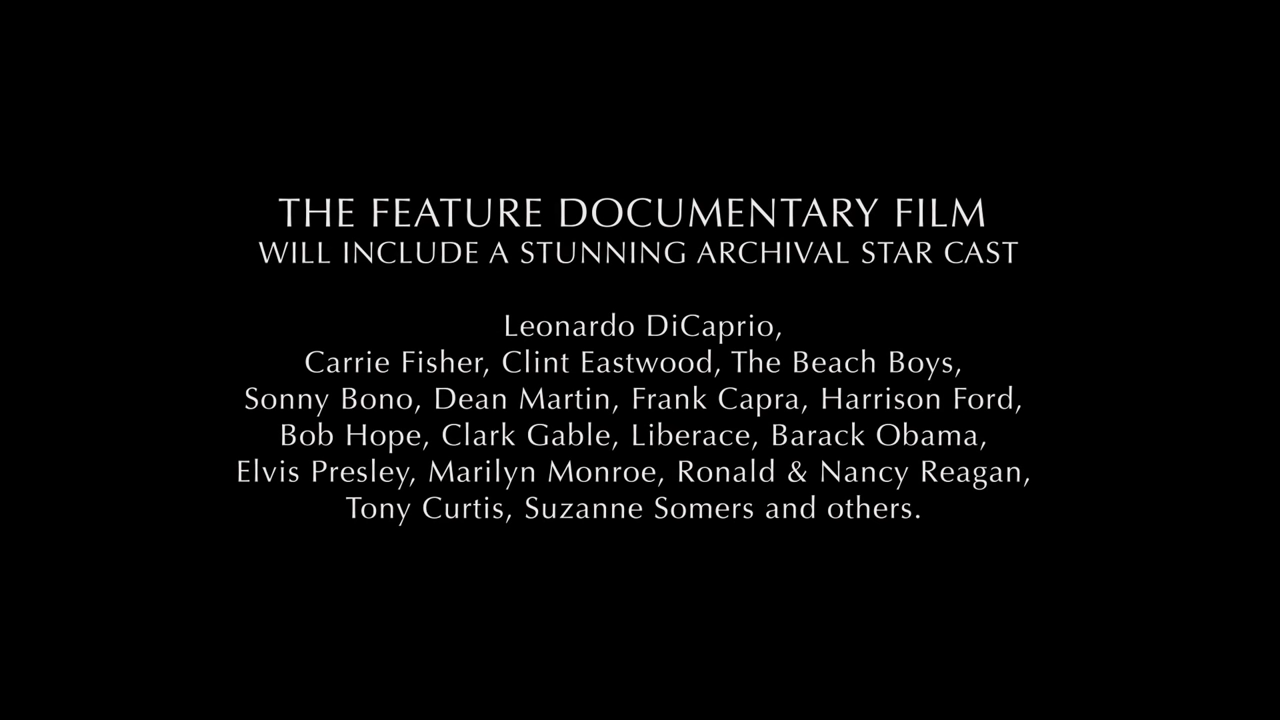 THE FEATURE DOCUMENTARY FILM
WILL INCLUDE A STUNNING ARCHIVAL STAR CAST
Leonardo DiCaprio,
Carrie Fisher, Clint Eastwood, The Beach Boys,
Sonny Bono, Dean Martin, Frank Capra, Harrison Ford,
Bob Hope, Clark Gable, Liberace, Barack Obama,
Elvis Presley, Marilyn Monroe, Ronald & Nancy Reagan,
Tony Curtis, Suzanne Somers and others.